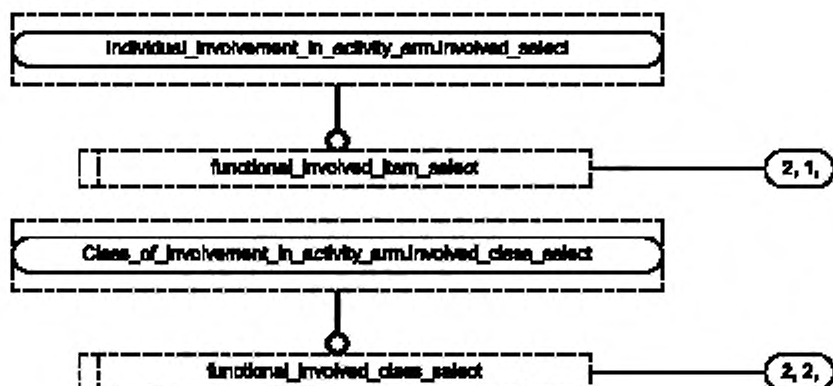 Individual_involvement_in_activity_arm.involved_select
functional_involved_item_select
2, 1,
Class_of_involvement_in_activity_arm.involved_class_select
functional_involved_class_select
2, 2,